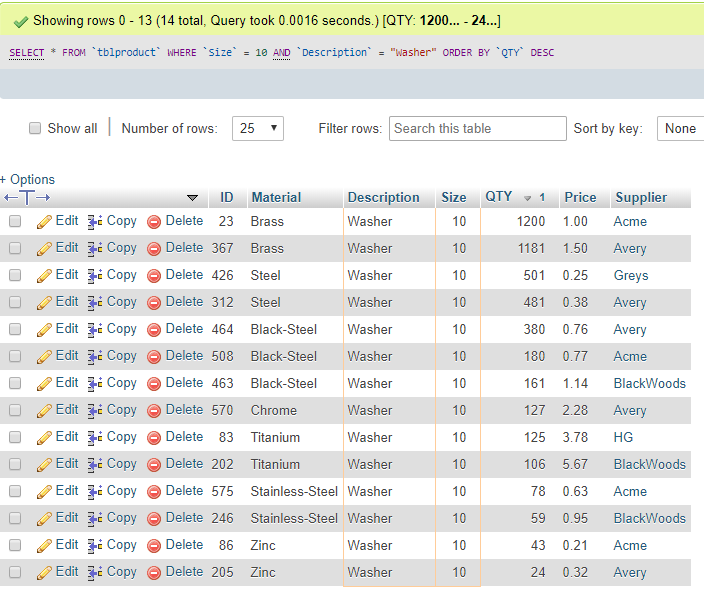 Showing rows 0 - 13 (14 total, Query took 0.0016 seconds.) [QTY: 1200... - 24...]
SELECT * FROM `tblproduct` WHERE `Size` = 10 AND `Description` = "Washer" ORDER BY `QTY` DESC
Show all | Number of rows: 25 Filter rows: Search this table Sort by key: None
+ Options
←T→ ID Material Description Size QTY 1 Price Supplier
Edit Copy Delete 23 Brass Washer 10 1200 1.00 Acme
Edit Copy Delete 367 Brass Washer 10 1181 1.50 Avery
Edit Copy Delete 426 Steel Washer 10 501 0.25 Greys
Edit Copy Delete 312 Steel Washer 10 481 0.38 Avery
Edit Copy Delete 464 Black-Steel Washer 10 380 0.76 Avery
Edit Copy Delete 508 Black-Steel Washer 10 180 0.77 Acme
Edit Copy Delete 463 Black-Steel Washer 10 161 1.14 BlackWoods
Edit Copy Delete 570 Chrome Washer 10 127 2.28 Avery
Edit Copy Delete 83 Titanium Washer 10 125 3.78 HG
Edit Copy Delete 202 Titanium Washer 10 106 5.67 BlackWoods
Edit Copy Delete 575 Stainless-Steel Washer 10 78 0.63 Acme
Edit Copy Delete 246 Stainless-Steel Washer 10 59 0.95 BlackWoods
Edit Copy Delete 86 Zinc Washer 10 43 0.21 Acme
Edit Copy Delete 205 Zinc Washer 10 24 0.32 Avery